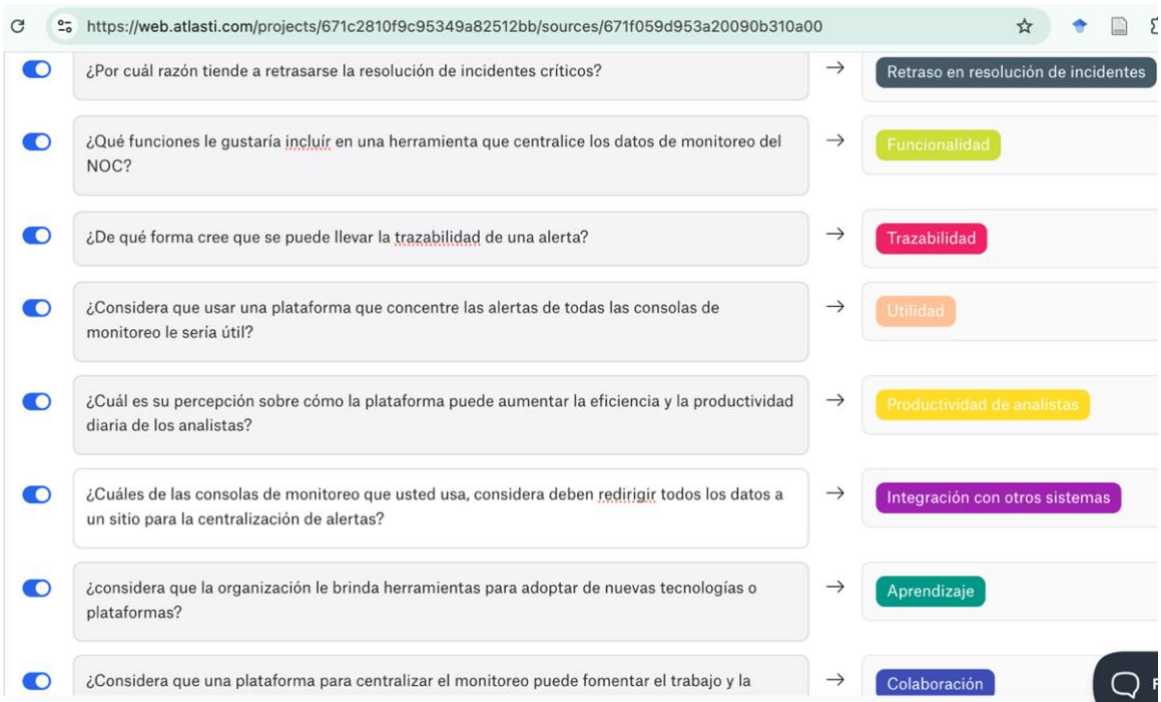 https://web.atlasti.com/projects/671c2810f9c95349a82512bb/sources/671f059d953a20090b310a00
¿Por cuál razón tiende a retrasarse la resolución de incidentes críticos?
Retraso en resolución de incidentes
¿Qué funciones le gustaría incluír en una herramienta que centralice los datos de monitoreo del
NOC?
Funcionalidad
¿De qué forma cree que se puede llevar la trazabilidad de una alerta?
Trazabilidad
¿Considera que usar una plataforma que concentre las alertas de todas las consolas de
monitoreo le sería útil?
Utilidad
¿Cuál es su percepción sobre cómo la plataforma puede aumentar la eficiencia y la productividad
diaria de los analistas?
Productividad de analistas
¿Cuáles de las consolas de monitoreo que usted usa, considera deben redirigir todos los datos a
un sitio para la centralización de alertas?
Integración con otros sistemas
¿considera que la organización le brinda herramientas para adoptar de nuevas tecnologías o
plataformas?
Aprendizaje
¿Considera que una plataforma para centralizar el monitoreo puede fomentar el trabajo y la
Colaboración